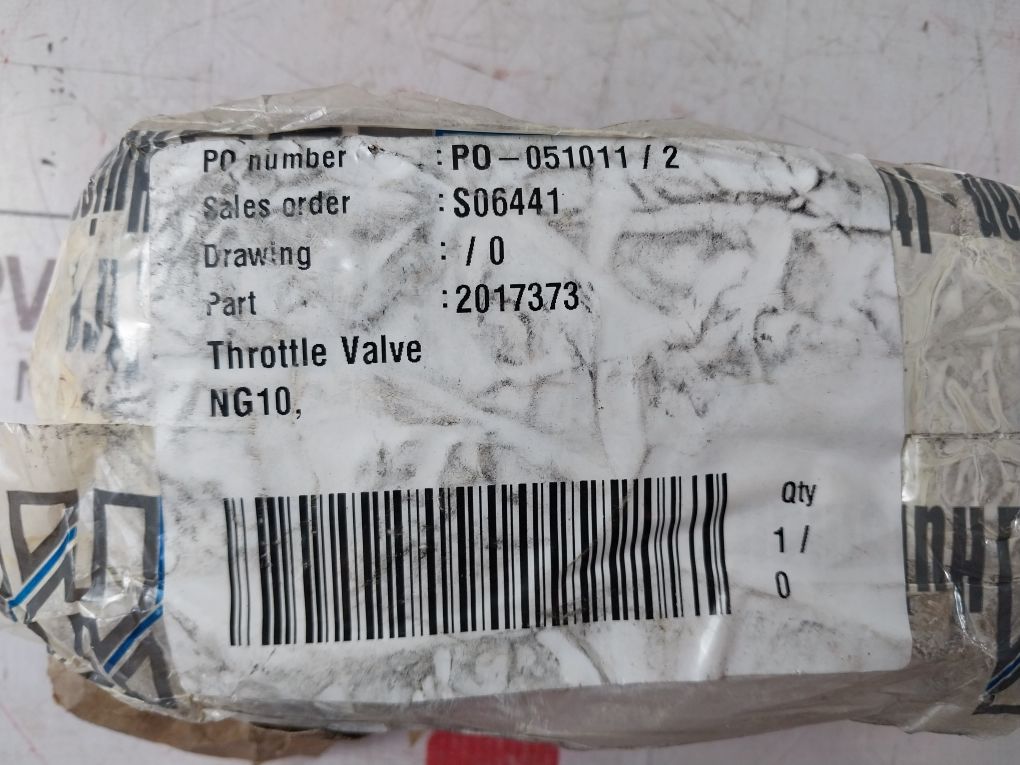 PO number : PO-051011 / 2
Sales order : S06441
Drawing : / 0
Part : 2017373
Throttle Valve
NG10,
Qty
1 /
0